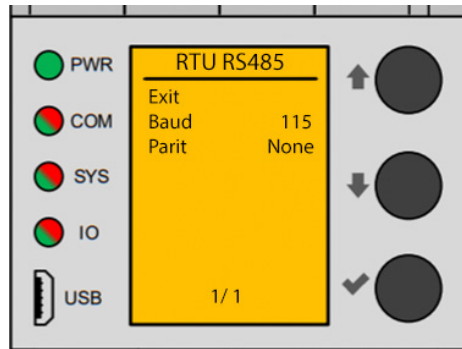 RTU RS485
PWR
Exit
COM
Baud 115
Parit None
SYS
IO
USB
1/ 1